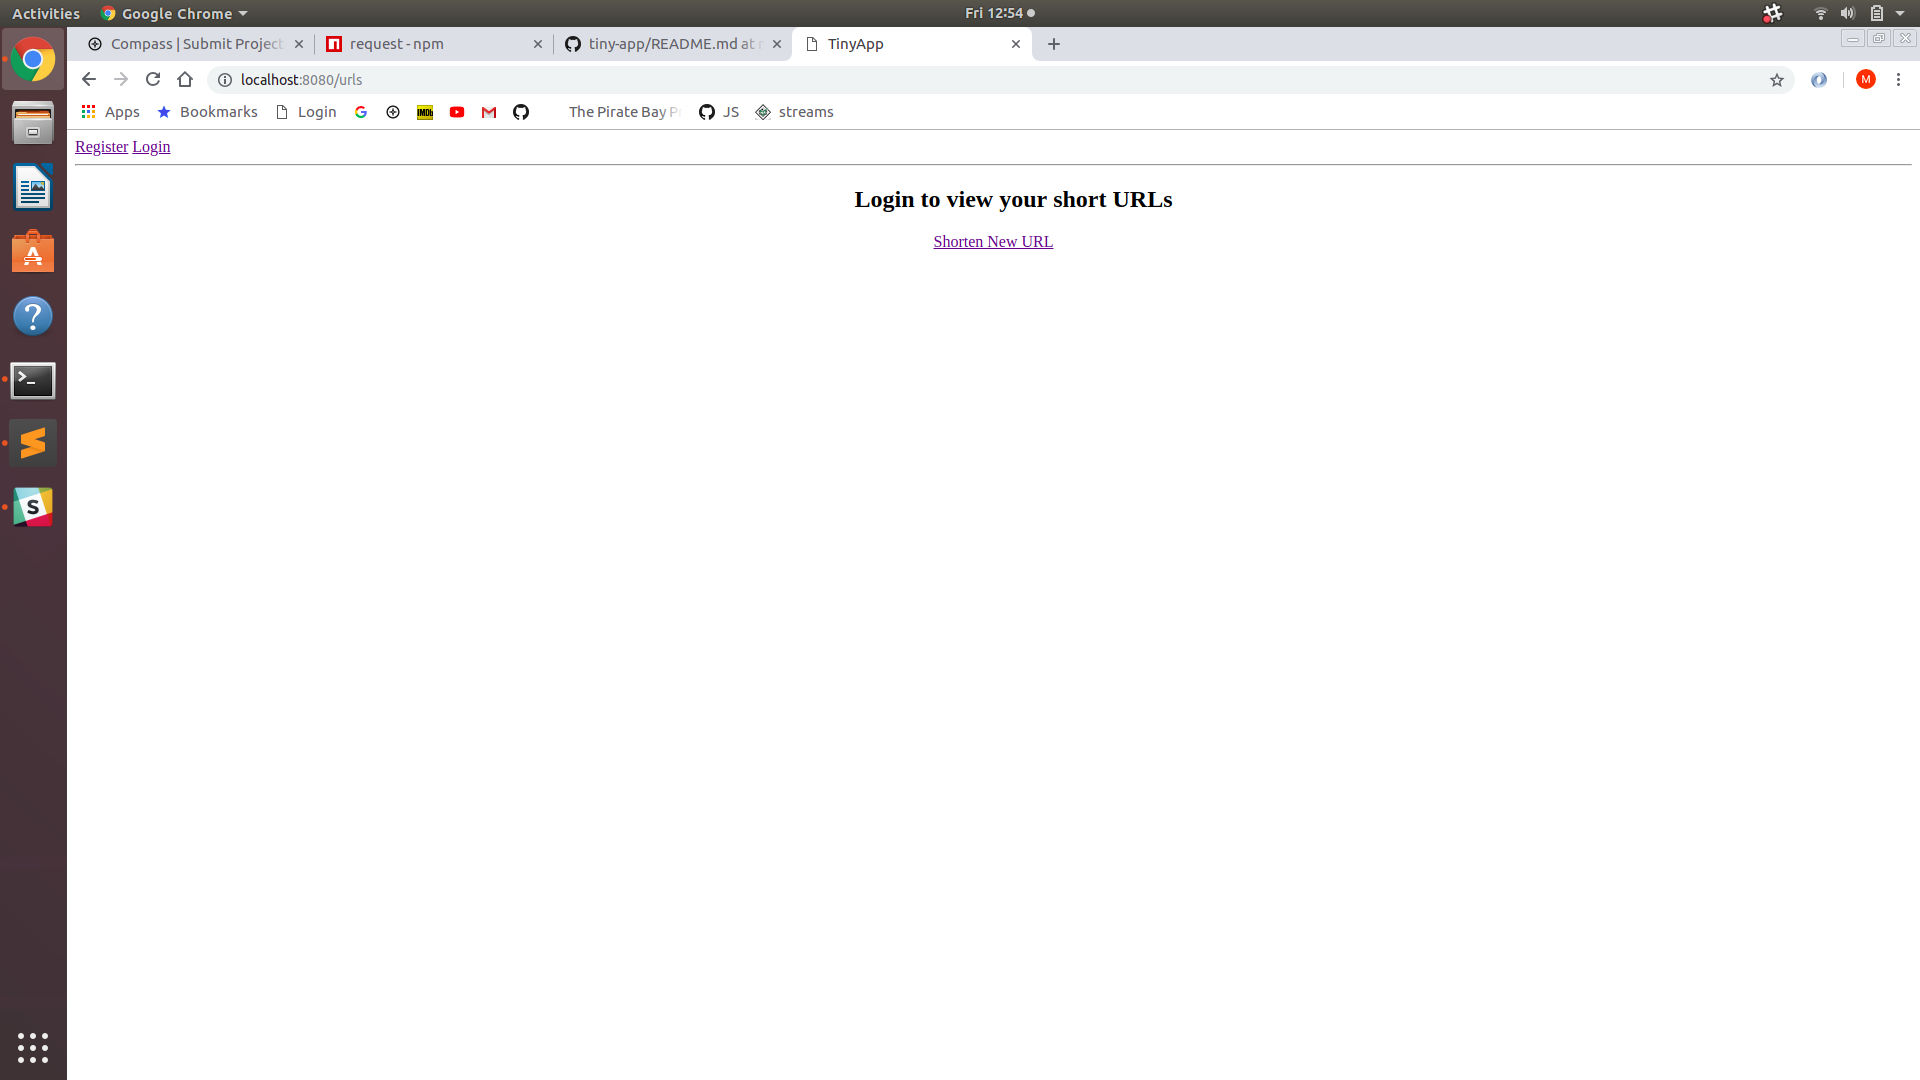 Activities Google Chrome Fri 12:54
Compass | Submit Project request - npm tiny-app/README.md at TinyApp
localhost:8080/urls M
Apps Bookmarks Login IMDb The Pirate Bay JS streams
Register Login
Login to view your short URLs
Shorten New URL
S